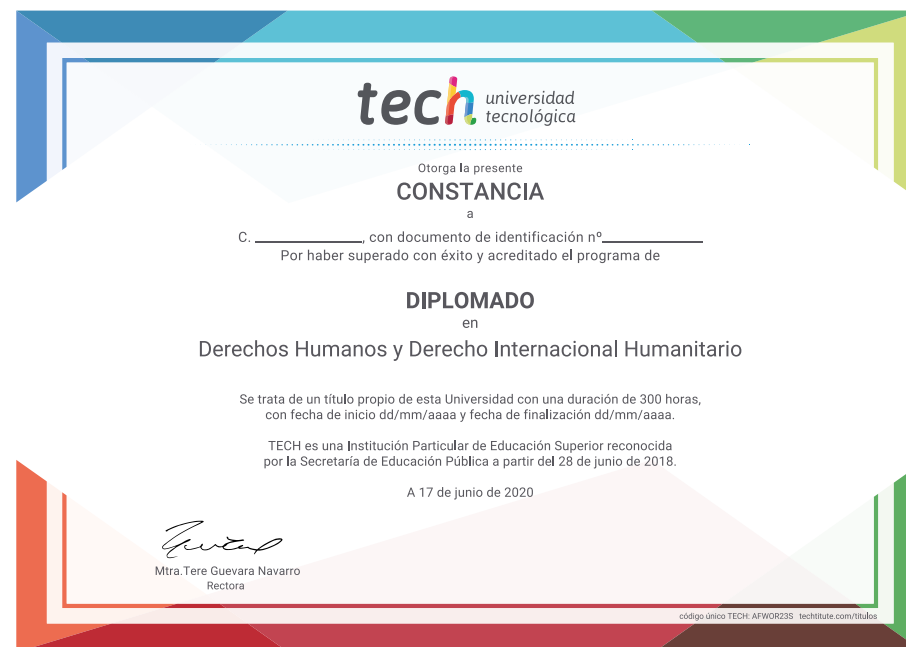 tech universidad
tecnológica
Otorga la presente
CONSTANCIA
a
C. ____________, con documento de identificación nº____________
Por haber superado con éxito y acreditado el programa de
DIPLOMADO
en
Derechos Humanos y Derecho Internacional Humanitario
Se trata de un título propio de esta Universidad con una duración de 300 horas,
con fecha de inicio dd/mm/aaaa y fecha de finalización dd/mm/aaaa.
TECH es una Institución Particular de Educación Superior reconocida
por la Secretaría de Educación Pública a partir del 28 de junio de 2018.
A 17 de junio de 2020
Mtra.Tere Guevara Navarro
Rectora
código único TECH: AFWOR23S techtitute.com/titulos